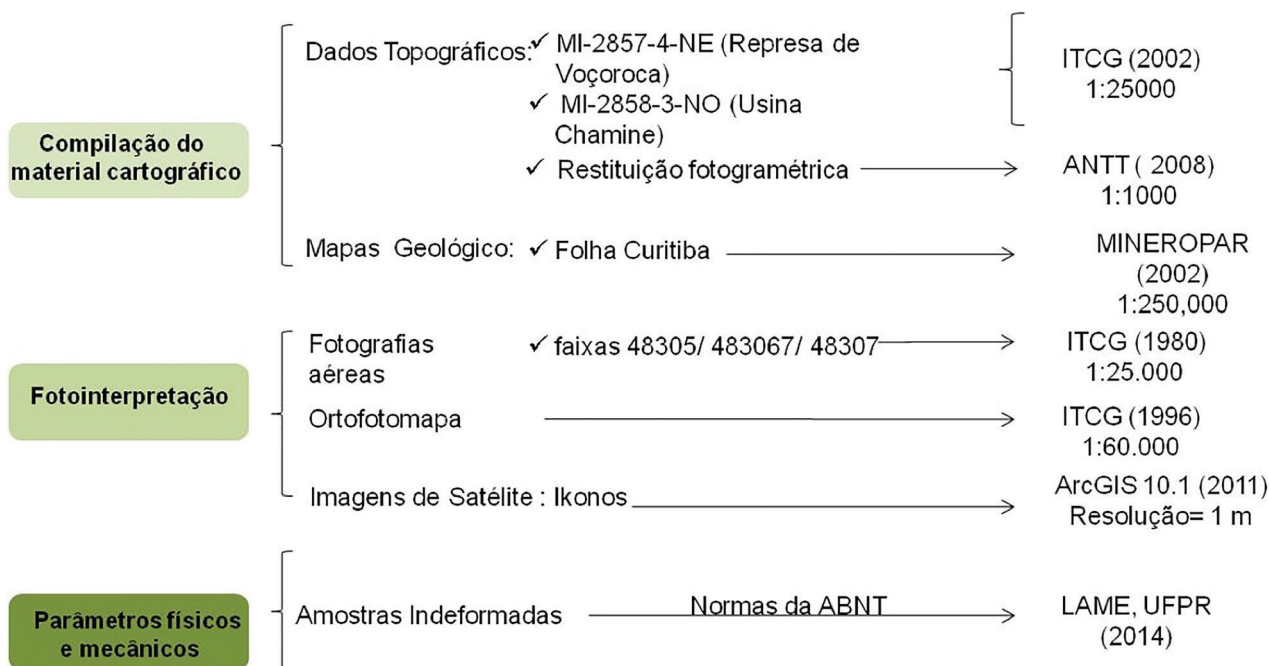 Compilação do
material cartográfico
Dados Topográficos:
✓ MI-2857-4-NE (Represa de
Voçoroca)
✓ MI-2858-3-NO (Usina
Chamine)
ITCG (2002)
1:25000
✓ Restituição fotogramétrica
ANTT ( 2008)
1:1000
Mapas Geológico:
✓ Folha Curitiba
MINEROPAR
(2002)
1:250,000
Fotointerpretação
Fotografias
aéreas
✓ faixas 48305/ 483067/ 48307
ITCG (1980)
1:25.000
Ortofotomapa
ITCG (1996)
1:60.000
Imagens de Satélite : Ikonos
ArcGIS 10.1 (2011)
Resolução= 1 m
Parâmetros físicos
e mecânicos
Amostras Indeformadas
Normas da ABNT
LAME, UFPR
(2014)